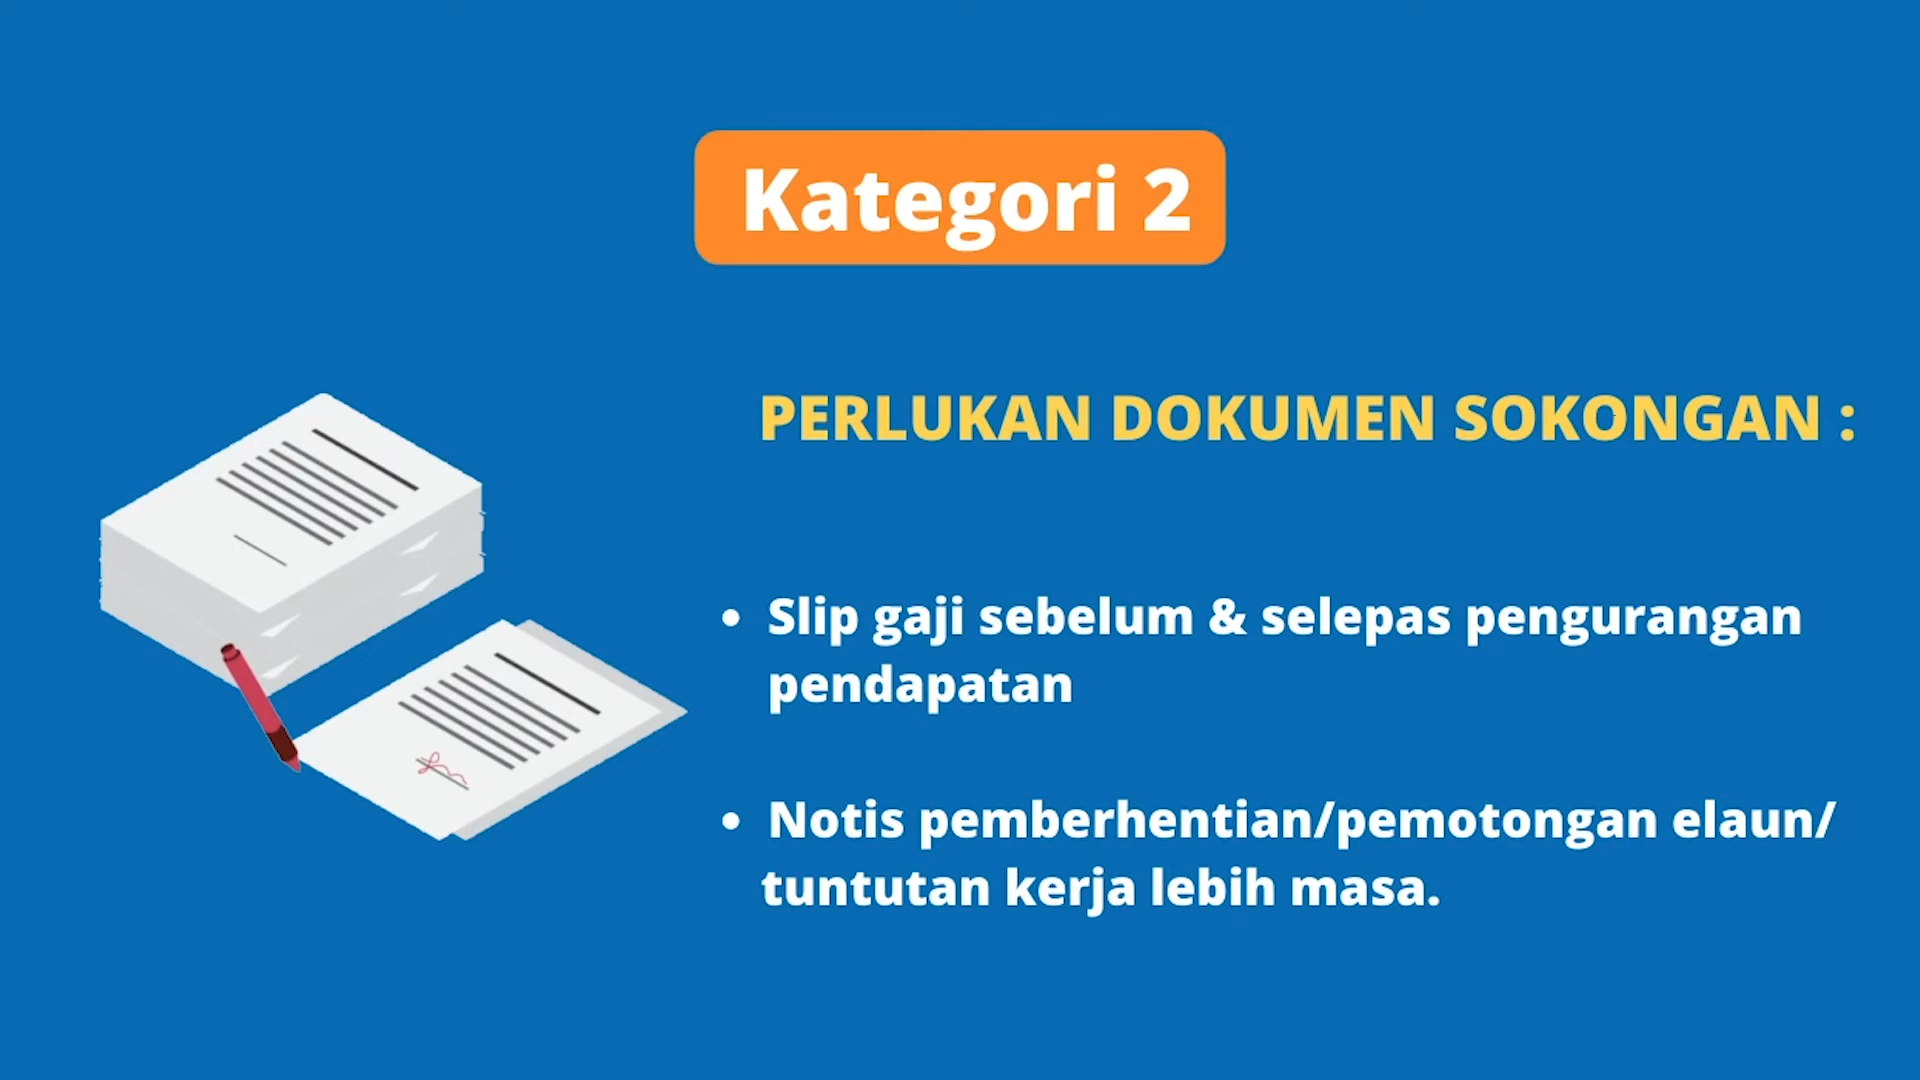 Kategori 2
PERLUKAN DOKUMEN SOKONGAN :
• Slip gaji sebelum & selepas pengurangan
pendapatan
• Notis pemberhentian/pemotongan elaun/
tuntutan kerja lebih masa.